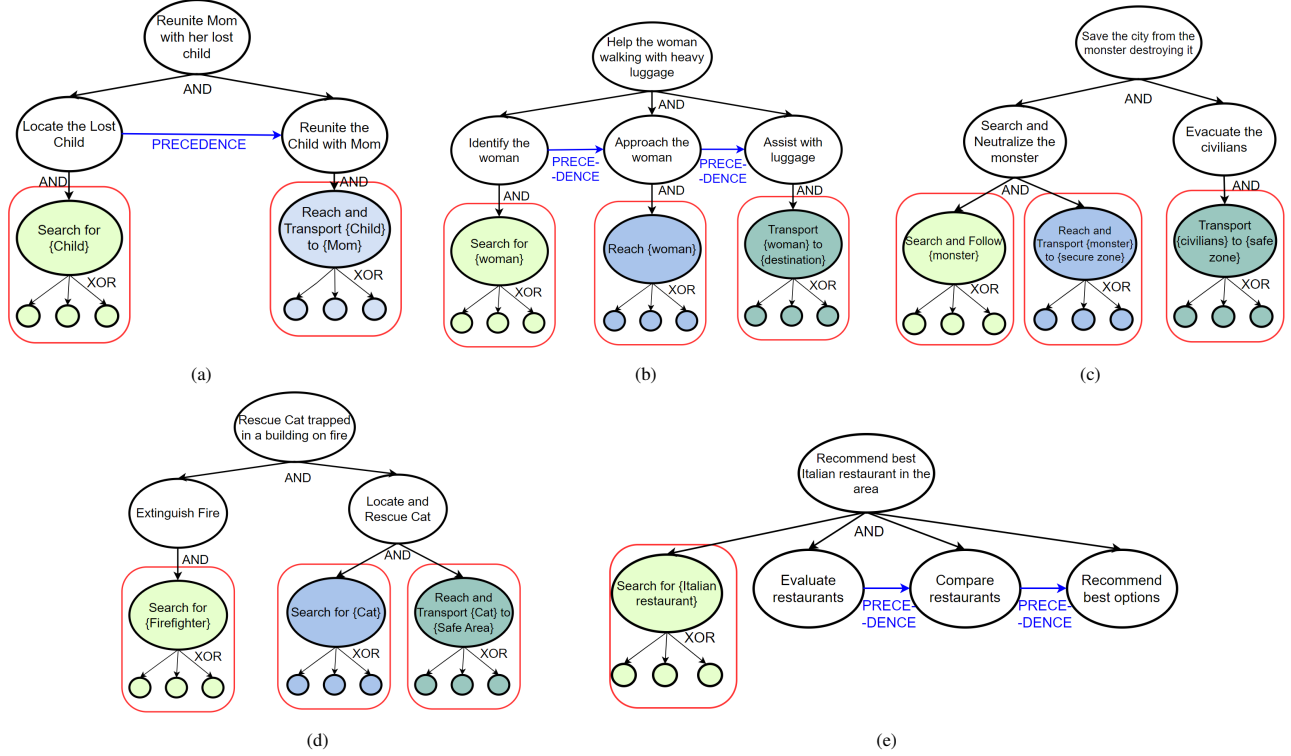 Reunite Mom
with her lost
child
AND
Locate the Lost
Child
PRECEDENCE
Reunite the
Child with Mom
AND
AND
Search for
{Child}
Reach and
Transport {Child}
to {Mom}
XOR
XOR
(a)
Help the woman
walking with heavy
luggage
AND
Identify the
woman
PRECE-
-DENCE
Approach the
woman
PRECE-
-DENCE
Assist with
luggage
AND
AND
AND
Search for
{woman}
Reach {woman}
Transport
{woman} to
{destination}
XOR
XOR
XOR
(b)
Save the city from the
monster destroying it
AND
Search and
Neutralize the
monster
Evacuate the
civilians
AND
AND
Search and Follow
{monster}
Reach and
Transport {monster}
to {secure zone}
Transport
{civilians} to {safe
zone}
XOR
XOR
XOR
(c)
Rescue Cat trapped
in a building on fire
AND
Extinguish Fire
Locate and
Rescue Cat
AND
AND
Search for
{Firefighter}
Search for {Cat}
Reach and
Transport {Cat} to
{Safe Area}
XOR
XOR
XOR
(d)
Recommend best
Italian restaurant in the
area
AND
Search for {Italian
restaurant}
Evaluate
restaurants
PRECE-
-DENCE
Compare
restaurants
PRECE-
-DENCE
Recommend
best options
XOR
(e)